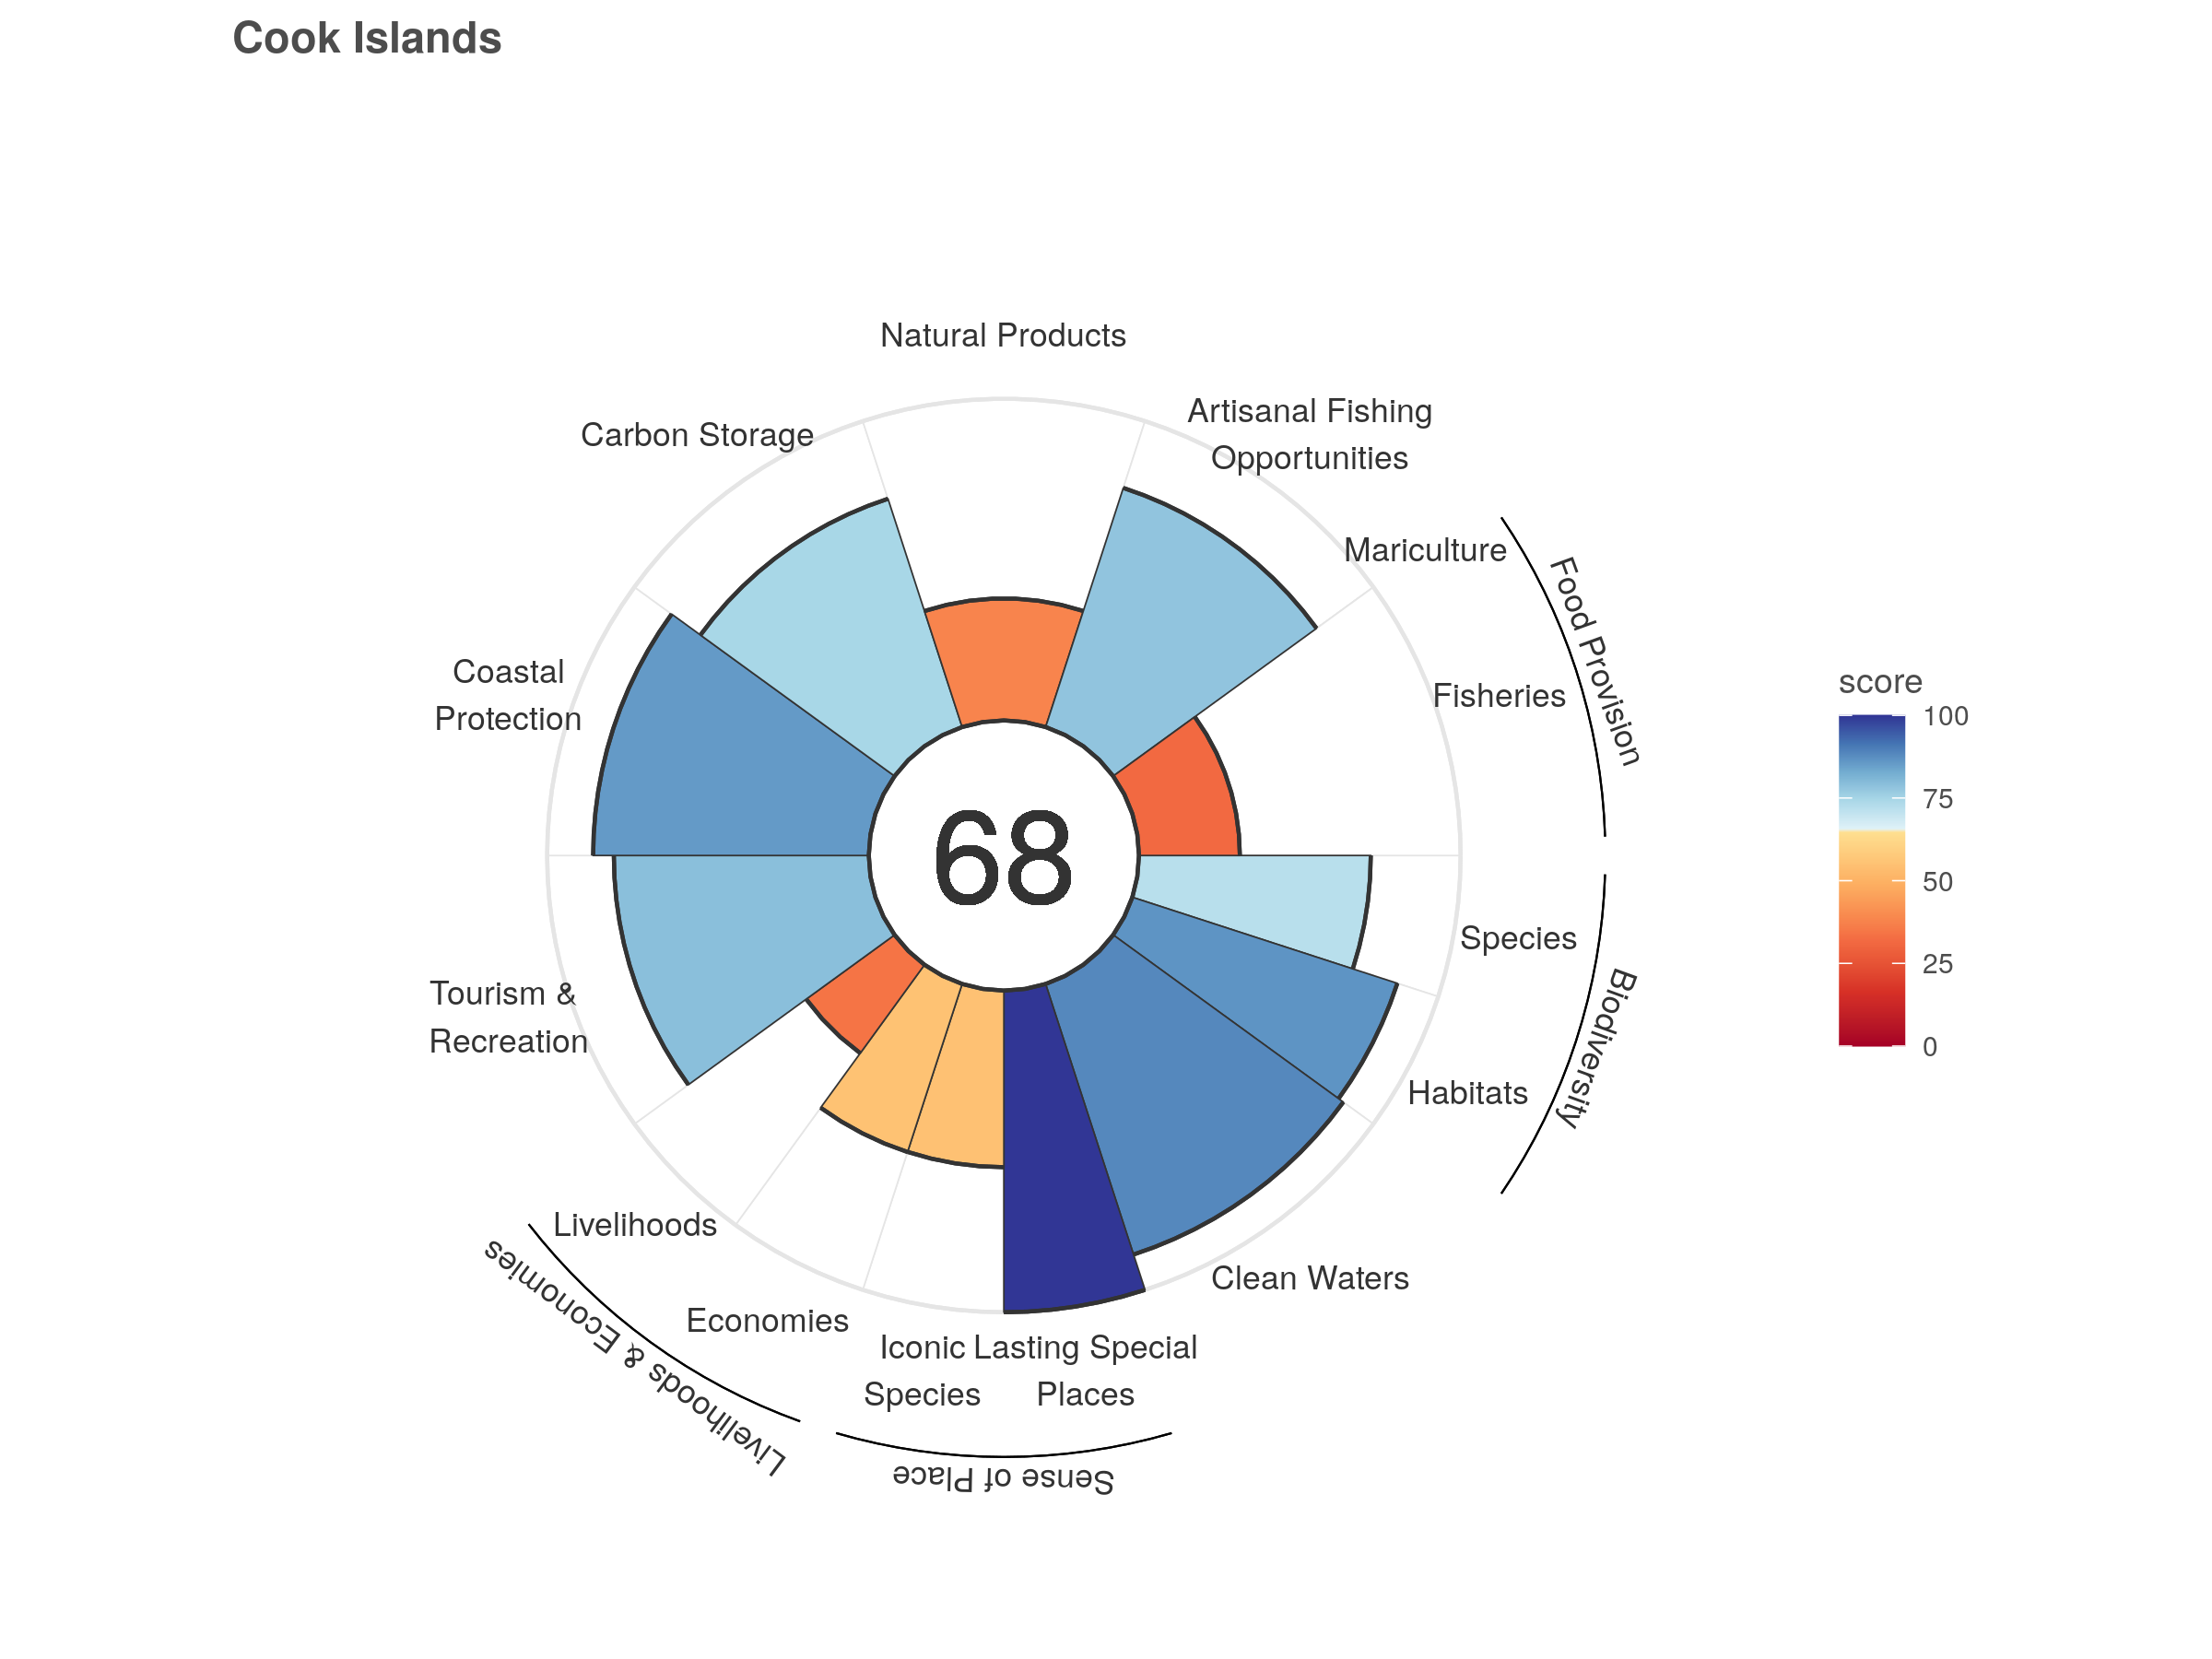 Cook Islands
Natural Products
Artisanal Fishing
Opportunities
Carbon Storage
Mariculture
Food Provision
Fisheries
Coastal
Protection
score
100
75
50
25
0
68
Species
Biodiversity
Tourism &
Recreation
Habitats
Livelihoods
Livelihoods & Economies
Clean Waters
Economies
Iconic
Species
Lasting Special
Places
Sense of Place